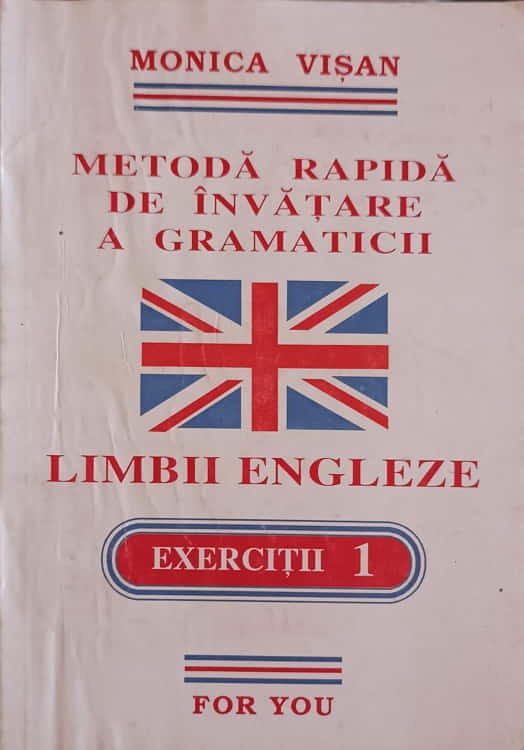 MONICA VIȘAN
METODĂ RAPIDĂ
DE ÎNVĂȚARE
A GRAMATICII
LIMBII ENGLEZE
EXERCIȚII 1
FOR YOU